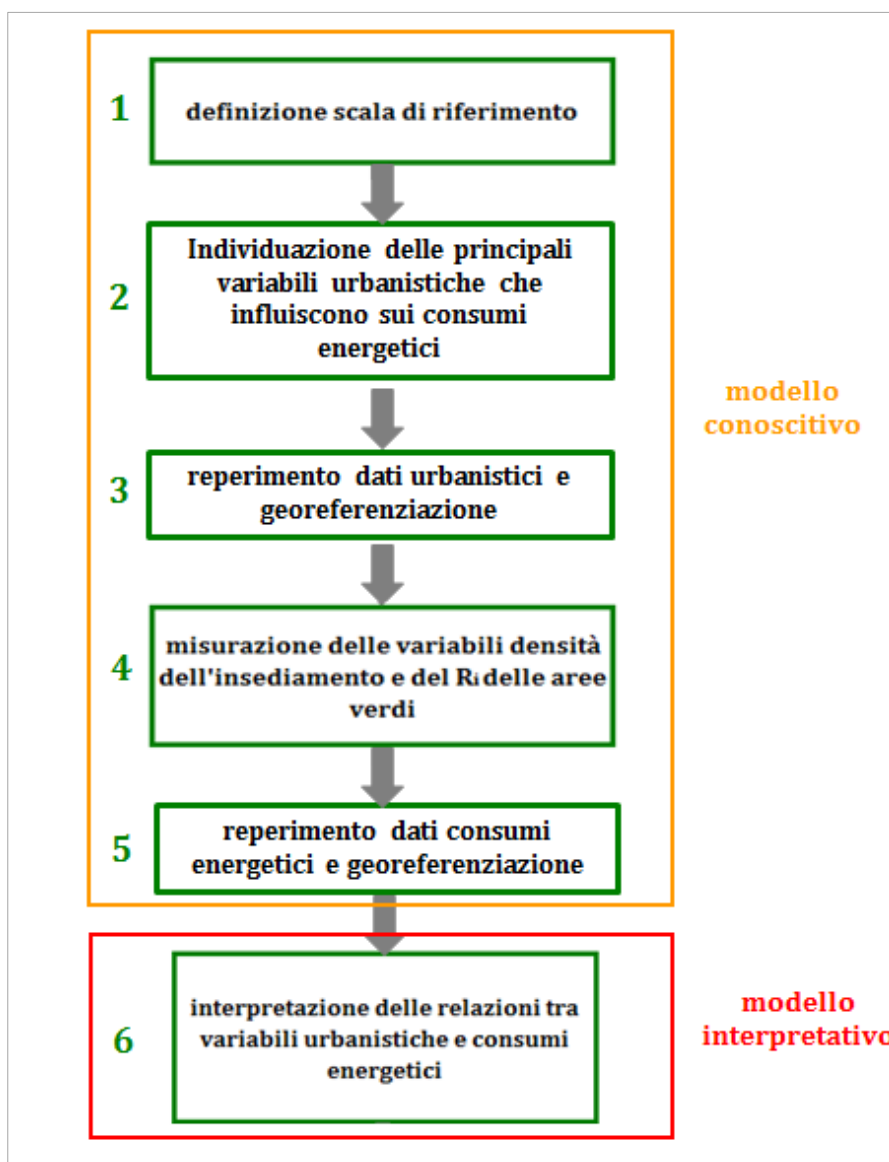 1
definizione scala di riferimento
2
Individuazione delle principali
variabili urbanistiche che
influiscono sui consumi
energetici
modello
conoscitivo
3
reperimento dati urbanistici e
georeferenziazione
4
misurazione delle variabili densità
dell'insediamento e del Ri delle aree
verdi
5
reperimento dati consumi
energetici e georeferenziazione
6
interpretazione delle relazioni tra
variabili urbanistiche e consumi
energetici
modello
interpretativo